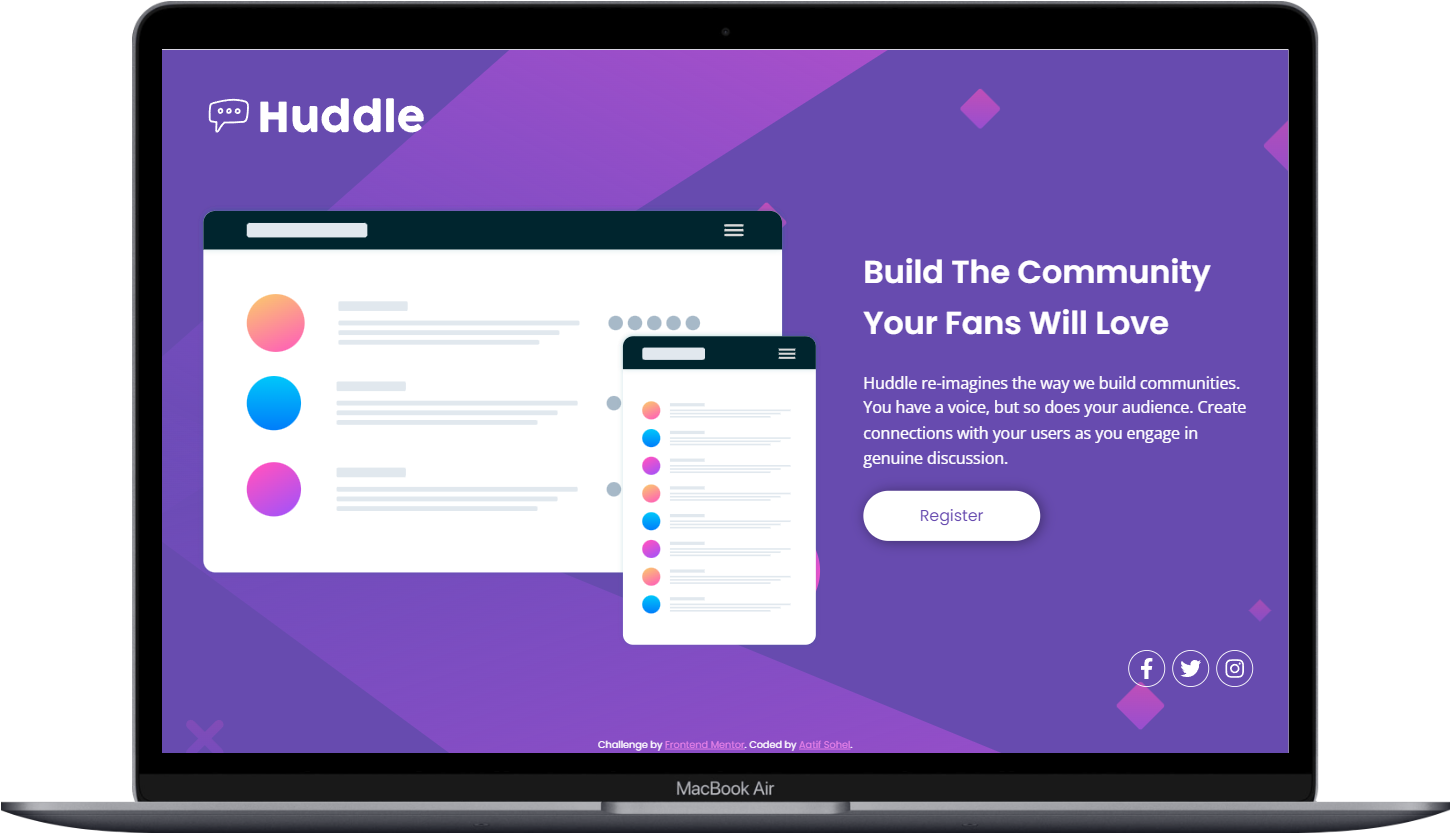 Huddle
Build The Community
Your Fans Will Love
Huddle re-imagines the way we build communities.
You have a voice, but so does your audience. Create
connections with your users as you engage in
genuine discussion.
Register
Challenge by Frontend Mentor. Coded by Aatif Sohel.
MacBook Air